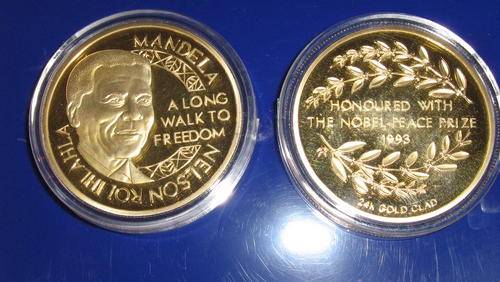 MANDELA
A LONG
WALK TO
FREEDOM
NELSON ROLIHLAHLA
HONOURED WITH
THE NOBEL PEACE PRIZE
1993
24k GOLD CLAD